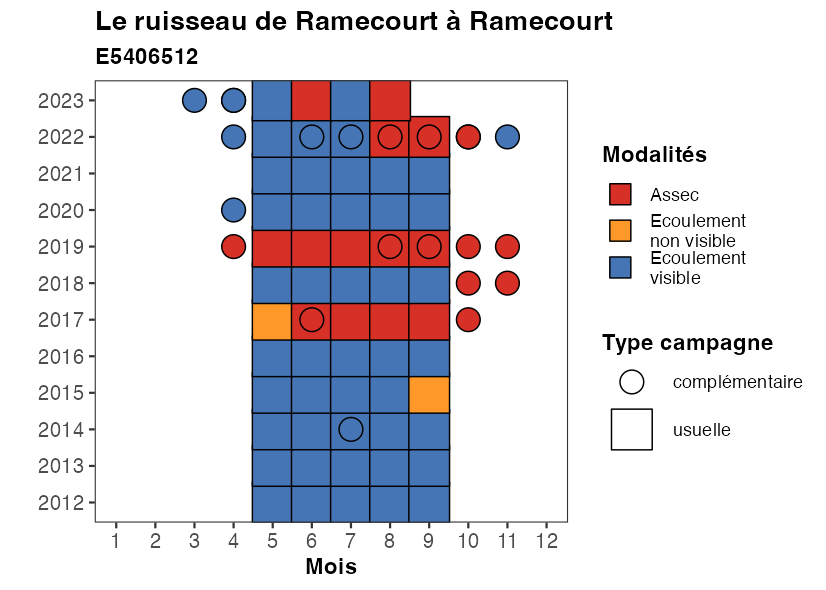 Le ruisseau de Ramecourt à Ramecourt
E5406512
2023
2022
2021
2020
2019
2018
2017
2016
2015
2014
2013
2012
1 2 3 4 5 6 7 8 9 10 11 12
Mois
Modalités
Assec
Ecoulement
non visible
Ecoulement
visible
Type campagne
complémentaire
usuelle